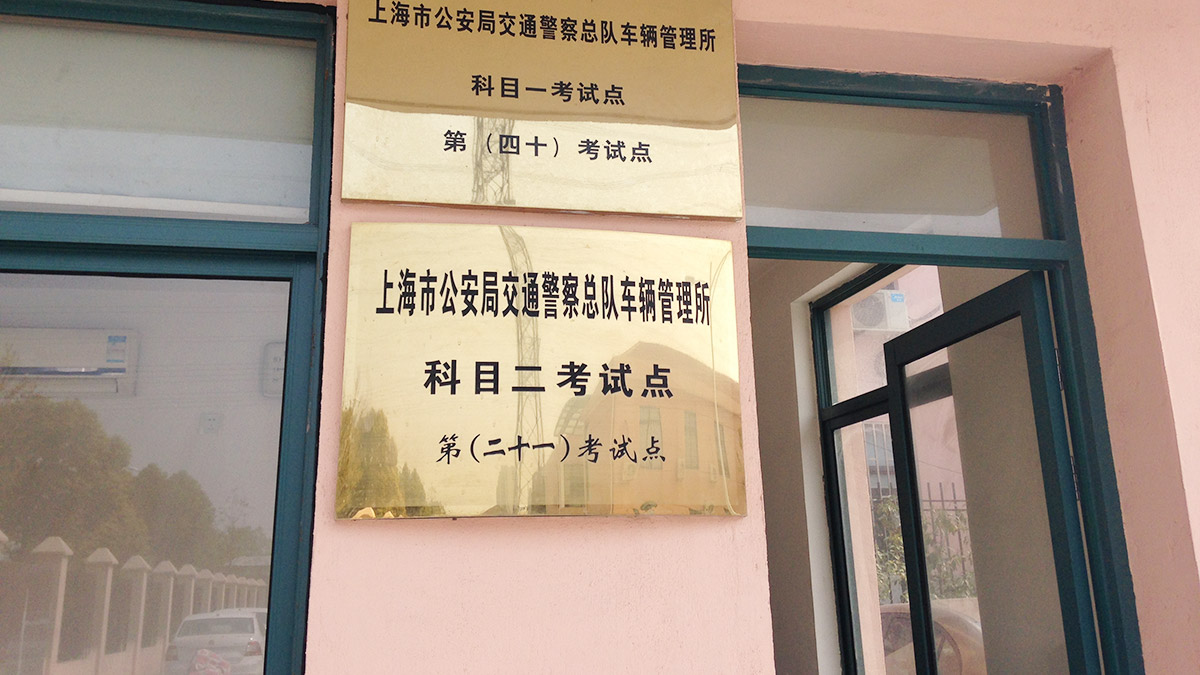 上海市公安局交通警察总队车辆管理所
科目一考试点
第（四十）考试点
上海市公安局交通警察总队车辆管理所
科目二考试点
第(二十一)考试点